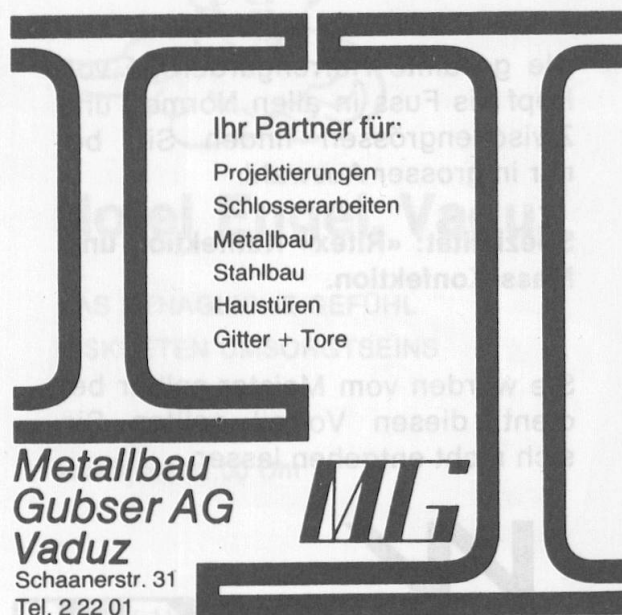 Ihr Partner für:
Projektierungen
Schlosserarbeiten
Metallbau
Stahlbau
Haustüren
Gitter + Tore
Metallbau
Gubser AG
Vaduz
Schaanerstr. 31
Tel. 2 22 01
MG